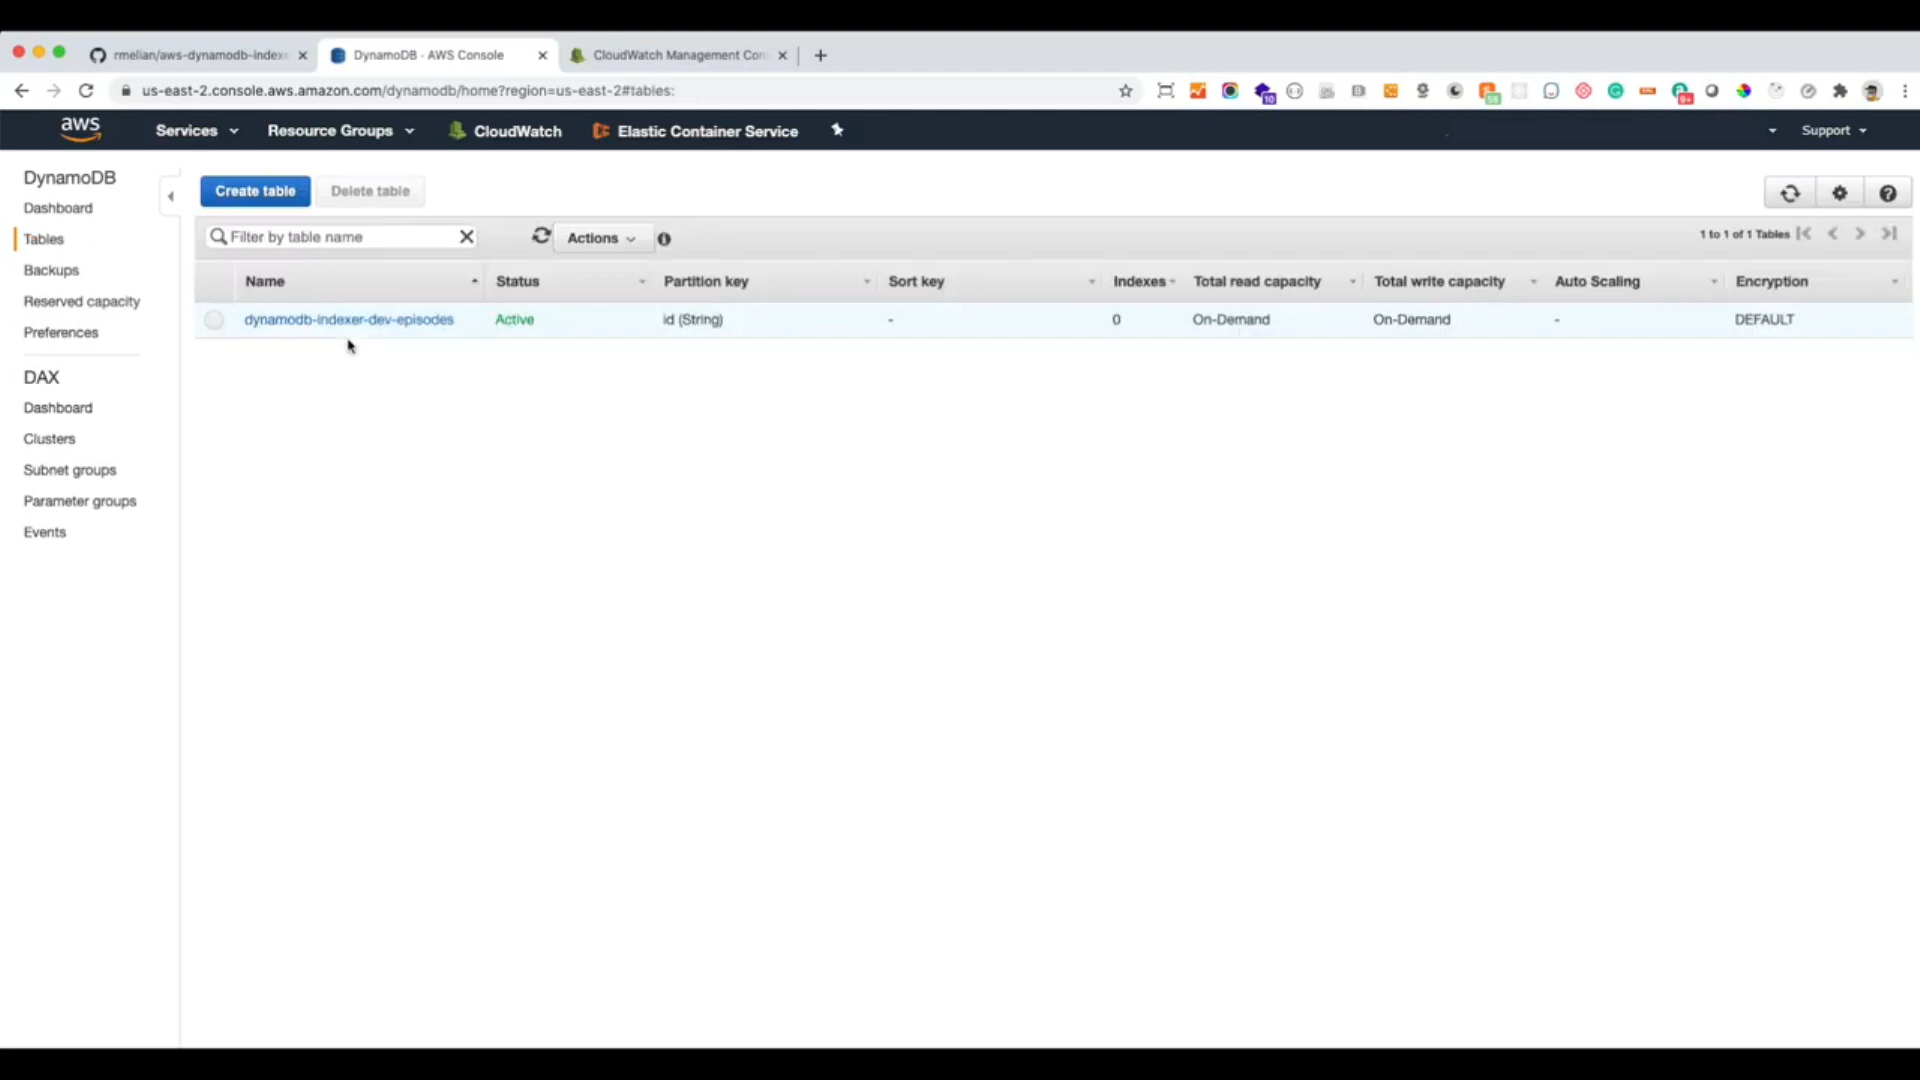 rmelian/aws-dynamodb-indexe
DynamoDB - AWS Console
CloudWatch Management Con
us-east-2.console.aws.amazon.com/dynamodb/home?region=us-east-2#tables:
aws Services Resource Groups CloudWatch Elastic Container Service Support
DynamoDB
Dashboard
Tables
Backups
Reserved capacity
Preferences
DAX
Dashboard
Clusters
Subnet groups
Parameter groups
Events
Create table Delete table
Filter by table name Actions 1 to 1 of 1 Tables
Name Status Partition key Sort key Indexes Total read capacity Total write capacity Auto Scaling Encryption
dynamodb-indexer-dev-episodes Active id (String) - 0 On-Demand On-Demand - DEFAULT